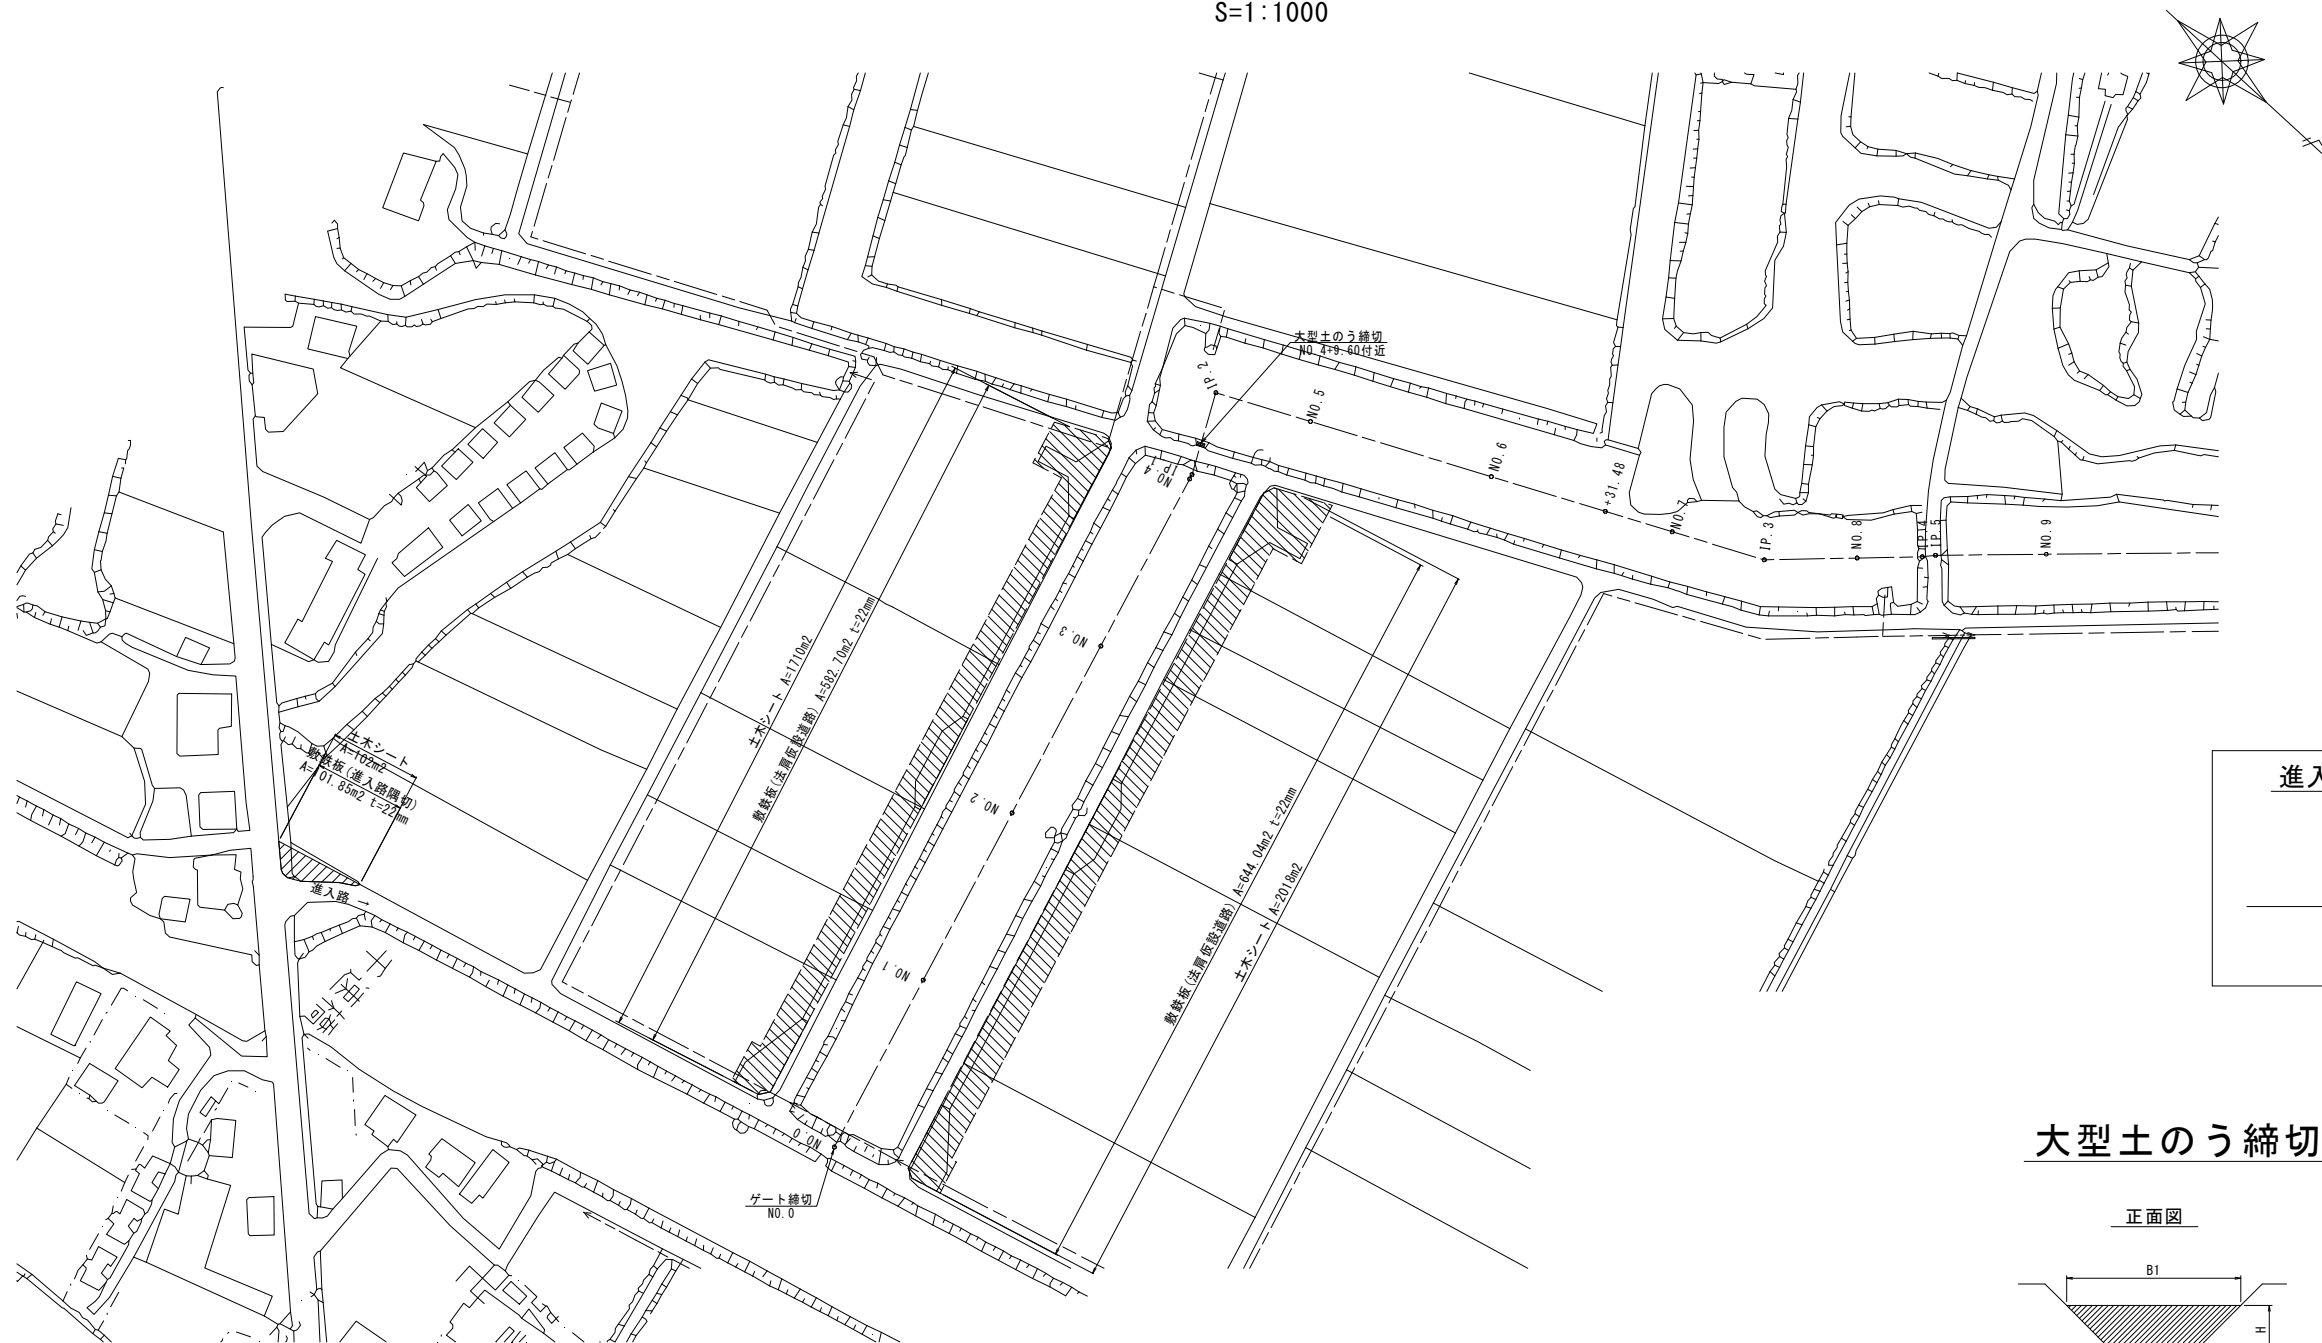 S=1:1000
大型土のう締切
NO.4+9.60付近
IP.2
NO.5
NO.6
+31.48
NO.7
IP.3
NO.8
IP.4
IP.5
NO.9
IP.1
NO.4
NO.3
NO.2
NO.1
NO.0
土木シート A=1710m2
敷鉄板(法肩仮設道路) A=582.70m2 t=22mm
土木シート
A=102m2
敷鉄板(進入路隅切)
A=101.85m2 t=22mm
進入路 →
敷鉄板(法肩仮設道路) A=644.04m2 t=22mm
土木シート A=2018m2
ゲート締切
NO.0
進入
大型土のう締切
正面図
B1
H